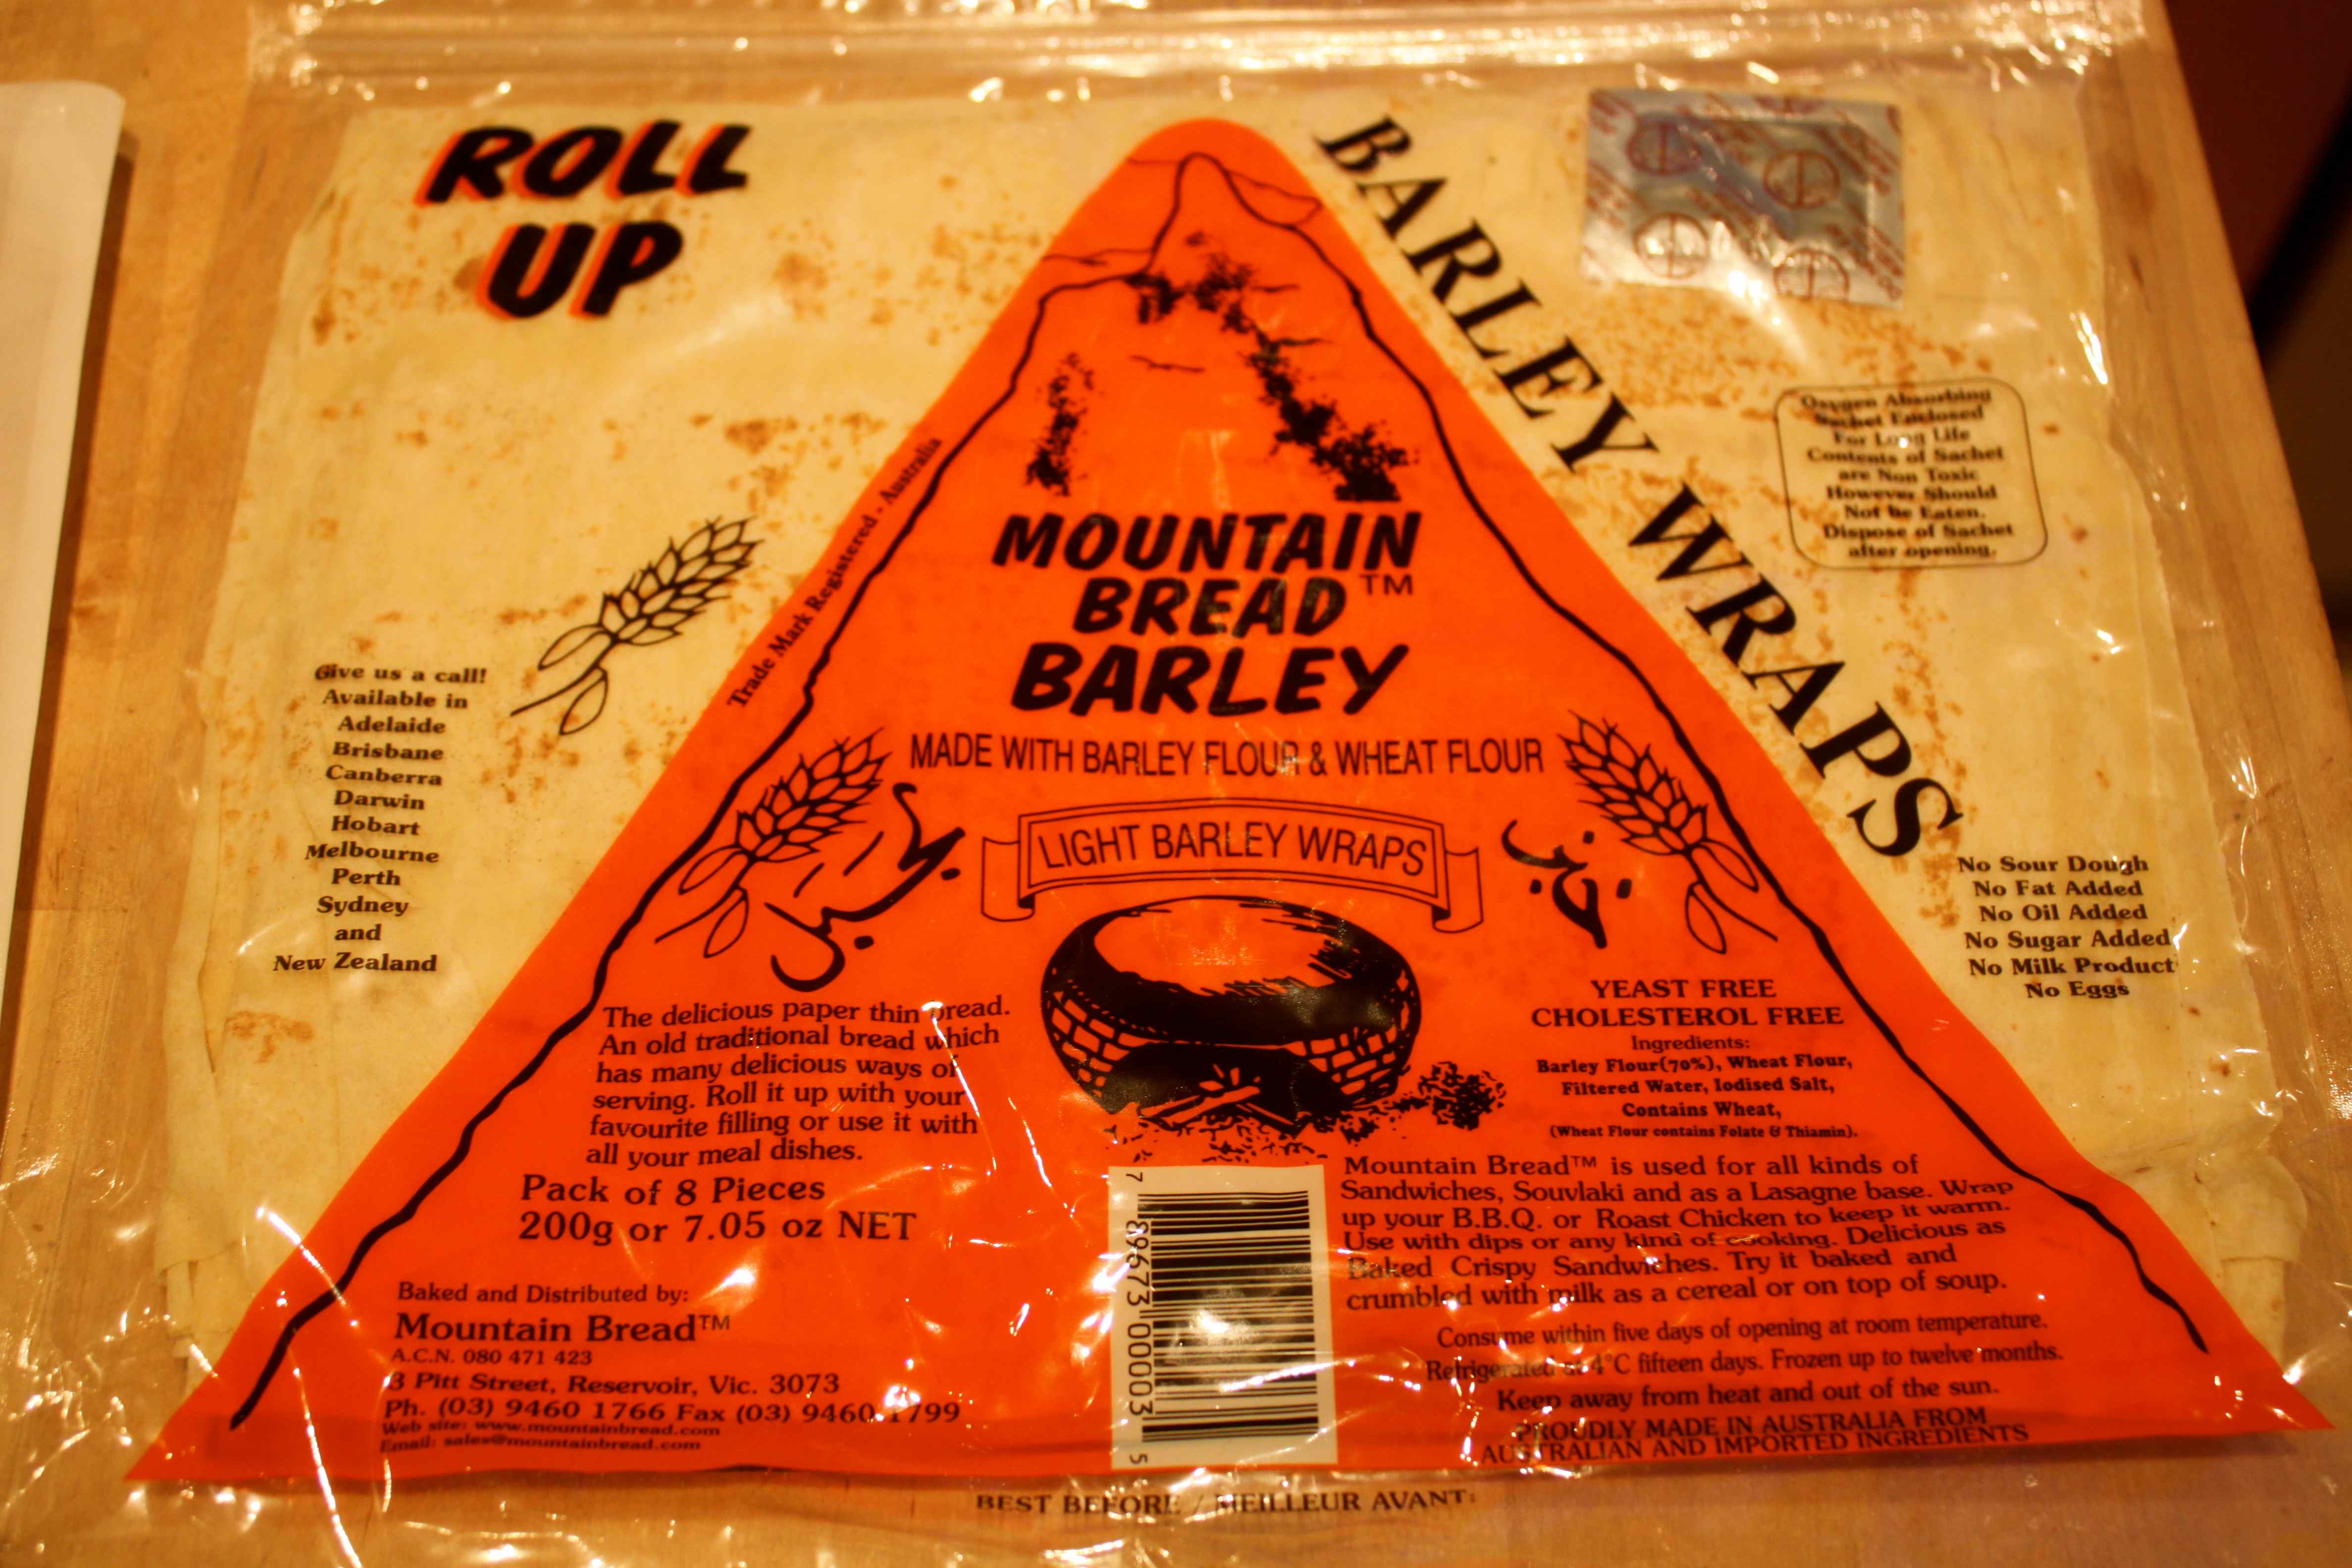 ROLL
UP
BARLEY WRAPS
Oxygen Absorbing
Sachet Enclosed
For Long Life
Contents of Sachet
are Non Toxic
However Should
Not be Eaten.
Dispose of Sachet
after opening.
Trade Mark Registered - Australia
MOUNTAIN
BREAD™
BARLEY
MADE WITH BARLEY FLOUR & WHEAT FLOUR
LIGHT BARLEY WRAPS
خبز
Give us a call!
Available in
Adelaide
Brisbane
Canberra
Darwin
Hobart
Melbourne
Perth
Sydney
and
New Zealand
No Sour Dough
No Fat Added
No Oil Added
No Sugar Added
No Milk Product
No Eggs
The delicious paper thin bread.
An old traditional bread which
has many delicious ways of
serving. Roll it up with your
favourite filling or use it with
all your meal dishes.
Pack of 8 Pieces
200g or 7.05 oz NET
Baked and Distributed by:
Mountain Bread™
A.C.N. 080 471 423
3 Pitt Street, Reservoir, Vic. 3073
Ph. (03) 9460 1766 Fax (03) 9460 1799
Web site: www.mountainbread.com
Email: sales@mountainbread.com
7 89673 00003 5
YEAST FREE
CHOLESTEROL FREE
Ingredients:
Barley Flour(70%), Wheat Flour,
Filtered Water, Iodised Salt,
Contains Wheat,
(Wheat Flour contains Folate & Thiamin).
Mountain Bread™ is used for all kinds of
Sandwiches, Souvlaki and as a Lasagne base. Wrap
up your B.B.Q. or Roast Chicken to keep it warm.
Use with dips or any kind of cooking. Delicious as
Baked Crispy Sandwiches. Try it baked and
crumbled with milk as a cereal or on top of soup.
Consume within five days of opening at room temperature.
Refrigerated at 4°C fifteen days. Frozen up to twelve months.
Keep away from heat and out of the sun.
PROUDLY MADE IN AUSTRALIA FROM
AUSTRALIAN AND IMPORTED INGREDIENTS
BEST BEFORE / MEILLEUR AVANT: